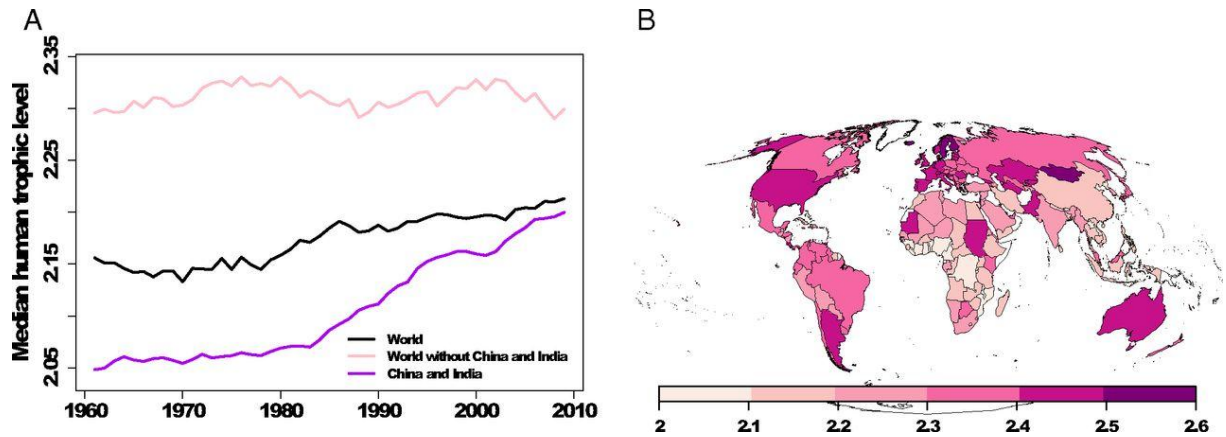 A
Median human trophic level
2.35
2.25
2.15
2.05
World
World without China and India
China and India
1960 1970 1980 1990 2000 2010
B
2 2.1 2.2 2.3 2.4 2.5 2.6